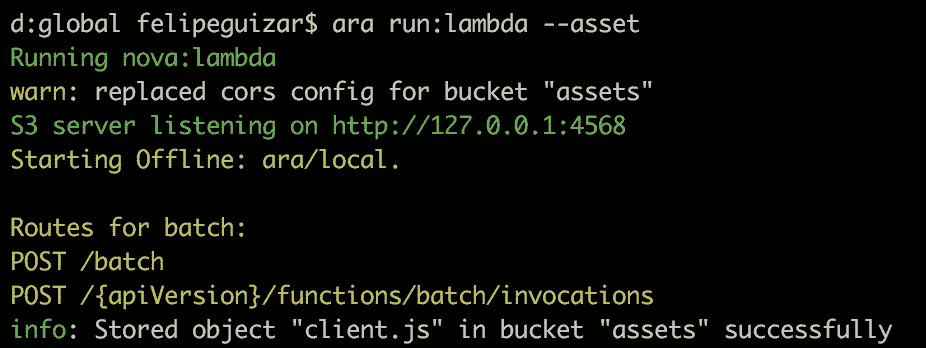 d:global felipeguizar$ ara run:lambda --asset
Running nova:lambda
warn: replaced cors config for bucket "assets"
S3 server listening on http://127.0.0.1:4568
Starting Offline: ara/local.
Routes for batch:
POST /batch
POST /{apiVersion}/functions/batch/invocations
info: Stored object "client.js" in bucket "assets" successfully